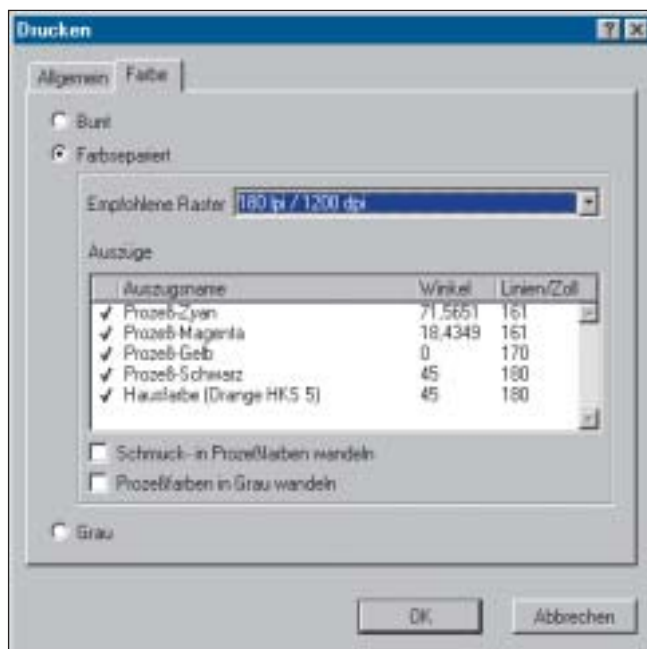 Drucken
Allgemein Farbe
Bunt
Farbsepariert
Empfohlene Raster 180 lpi / 1200 dpi
Auszüge
Auszugsname Winkel Linien/Zoll
✓ Prozeß-Zyan 71,5651 161
✓ Prozeß-Magenta 18,4349 161
✓ Prozeß-Gelb 0 170
✓ Prozeß-Schwarz 45 180
✓ Hausfarbe (Orange HKS 5) 45 180
Schmuck- in Prozeßfarben wandeln
Prozeßfarben in Grau wandeln
Grau
OK Abbrechen